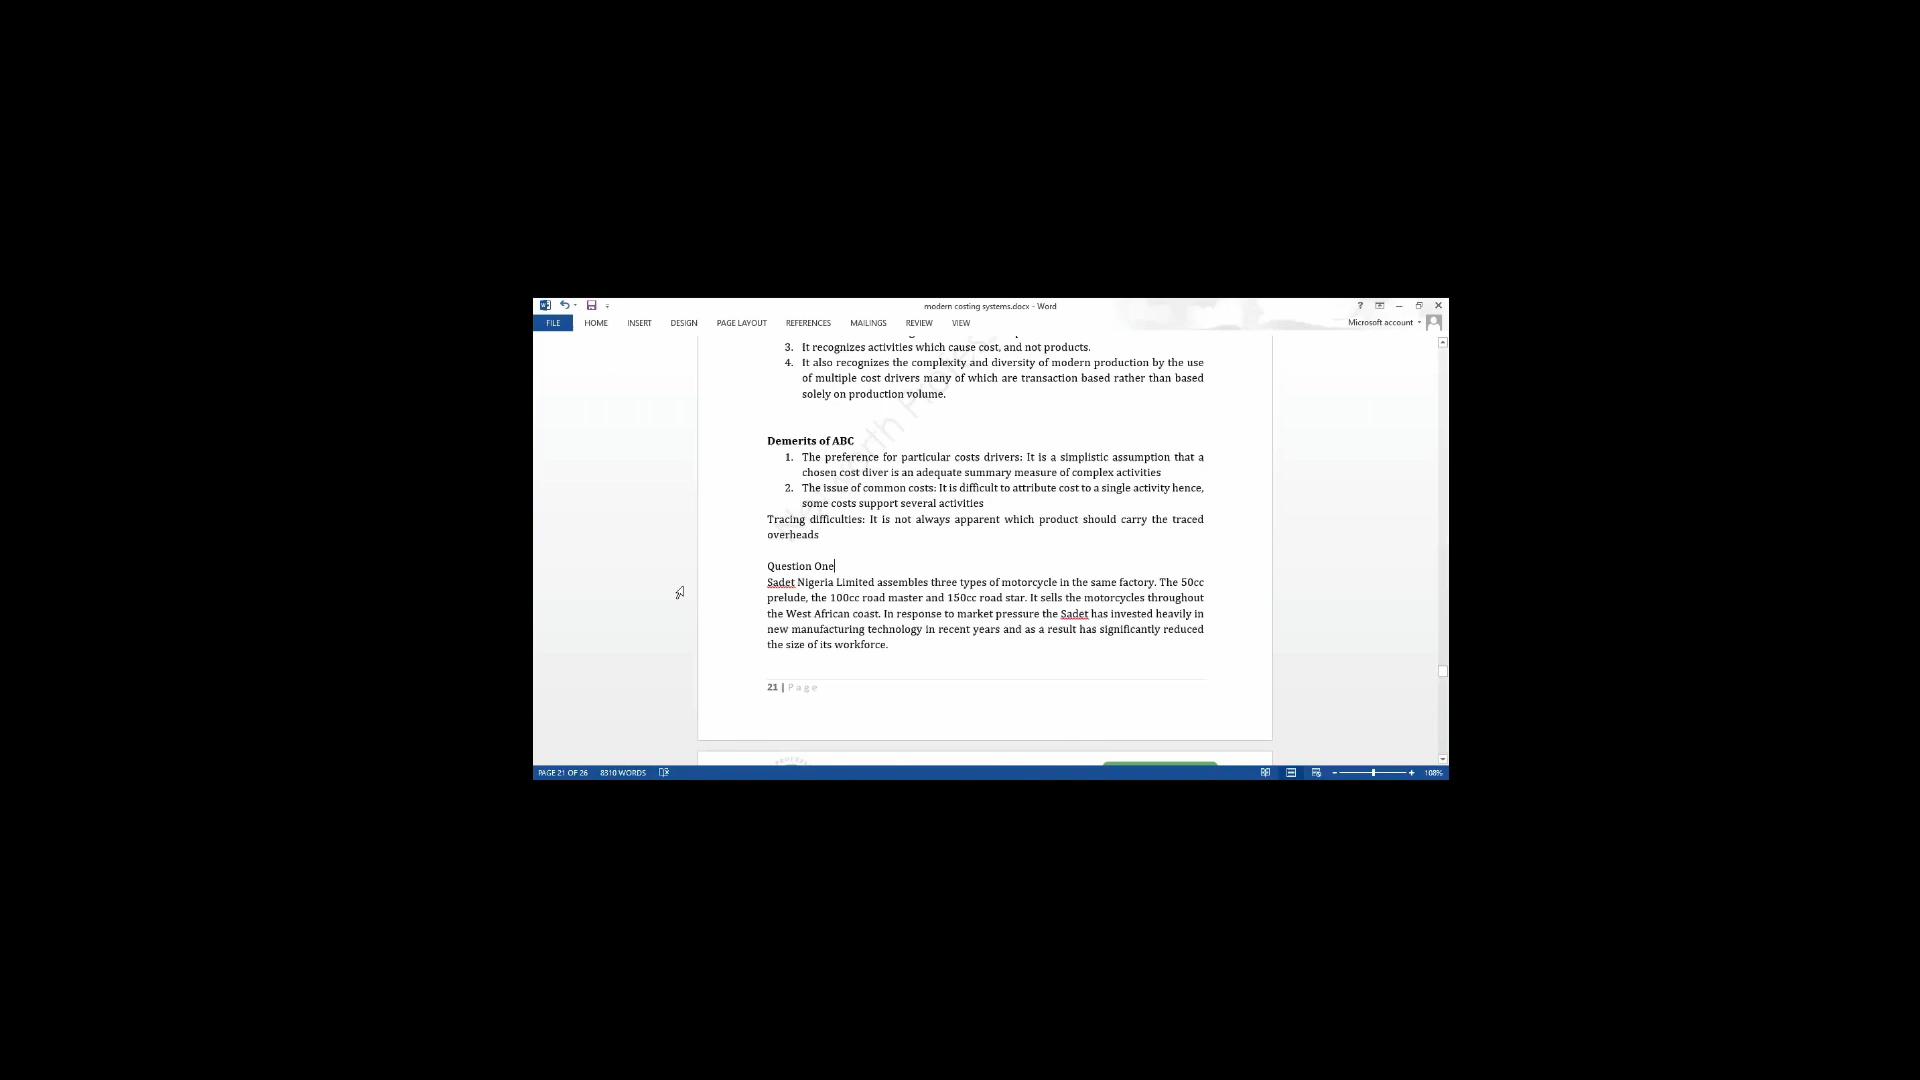 modern costing systems.docx - Word
FILE HOME INSERT DESIGN PAGE LAYOUT REFERENCES MAILINGS REVIEW VIEW Microsoft account
3. It recognizes activities which cause cost, and not products.
4. It also recognizes the complexity and diversity of modern production by the use
of multiple cost drivers many of which are transaction based rather than based
solely on production volume.
Demerits of ABC
1. The preference for particular costs drivers: It is a simplistic assumption that a
chosen cost diver is an adequate summary measure of complex activities
2. The issue of common costs: It is difficult to attribute cost to a single activity hence,
some costs support several activities
Tracing difficulties: It is not always apparent which product should carry the traced
overheads
Question One
Sadet Nigeria Limited assembles three types of motorcycle in the same factory. The 50cc
prelude, the 100cc road master and 150cc road star. It sells the motorcycles throughout
the West African coast. In response to market pressure the Sadet has invested heavily in
new manufacturing technology in recent years and as a result has significantly reduced
the size of its workforce.
21 | Page
PAGE 21 OF 26 8310 WORDS 108%